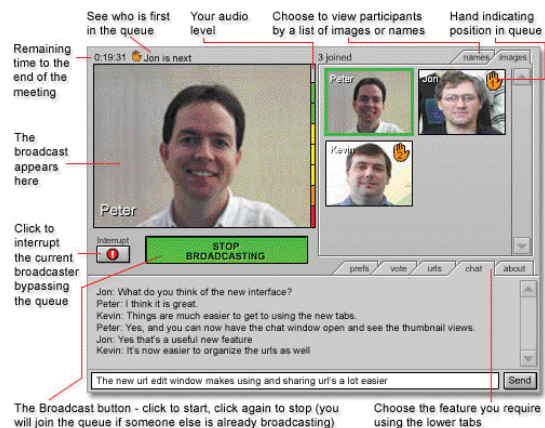 See who is first
in the queue
Your audio
level
Choose to view participants
by a list of images or names
Hand indicating
position in queue
Remaining
time to the
end of the
meeting
0:19:31 Jon is next
3 joined
names images
Peter
Jon
1
Kevin
2
The
broadcast
appears
here
Peter
Click to
interrupt
the current
broadcaster
bypassing
the queue
Interrupt
STOP
BROADCASTING
prefs vote urls chat about
Jon: What do you think of the new interface?
Peter: I think it is great.
Kevin: Things are much easier to get to using the new tabs.
Peter: Yes, and you can now have the chat window open and see the thumbnail views.
Jon: Yes that's a useful new feature
Kevin: It's now easier to organize the urls as well
The new url edit window makes using and sharing url's a lot easier
Send
The Broadcast button - click to start, click again to stop (you
will join the queue if someone else is already broadcasting)
Choose the feature you require
using the lower tabs